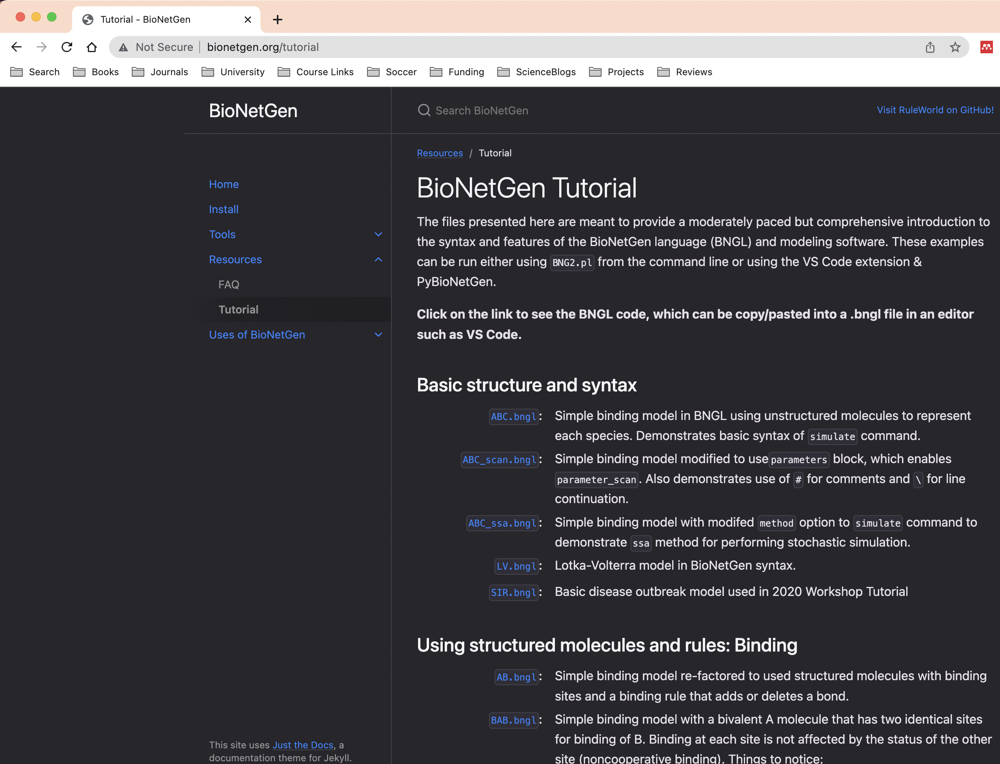 Tutorial - BioNetGen
Not Secure bionetgen.org/tutorial
Search Books Journals University Course Links Soccer Funding ScienceBlogs Projects Reviews
BioNetGen
Search BioNetGen
Visit RuleWorld on GitHub!
Home
Install
Tools
Resources
FAQ
Tutorial
Uses of BioNetGen
This site uses Just the Docs, a
documentation theme for Jekyll.
Resources / Tutorial
BioNetGen Tutorial
The files presented here are meant to provide a moderately paced but comprehensive introduction to
the syntax and features of the BioNetGen language (BNGL) and modeling software. These examples
can be run either using BNG2.pl from the command line or using the VS Code extension &
PyBioNetGen.
Click on the link to see the BNGL code, which can be copy/pasted into a .bngl file in an editor
such as VS Code.
Basic structure and syntax
ABC.bngl: Simple binding model in BNGL using unstructured molecules to represent
each species. Demonstrates basic syntax of simulate command.
ABC_scan.bngl: Simple binding model modified to use parameters block, which enables
parameter_scan. Also demonstrates use of # for comments and \ for line
continuation.
ABC_ssa.bngl: Simple binding model with modifed method option to simulate command to
demonstrate ssa method for performing stochastic simulation.
LV.bngl: Lotka-Volterra model in BioNetGen syntax.
SIR.bngl: Basic disease outbreak model used in 2020 Workshop Tutorial
Using structured molecules and rules: Binding
AB.bngl: Simple binding model re-factored to used structured molecules with binding
sites and a binding rule that adds or deletes a bond.
BAB.bngl: Simple binding model with a bivalent A molecule that has two identical sites
for binding of B. Binding at each site is not affected by the status of the other
site (noncooperative binding). Things to notice: